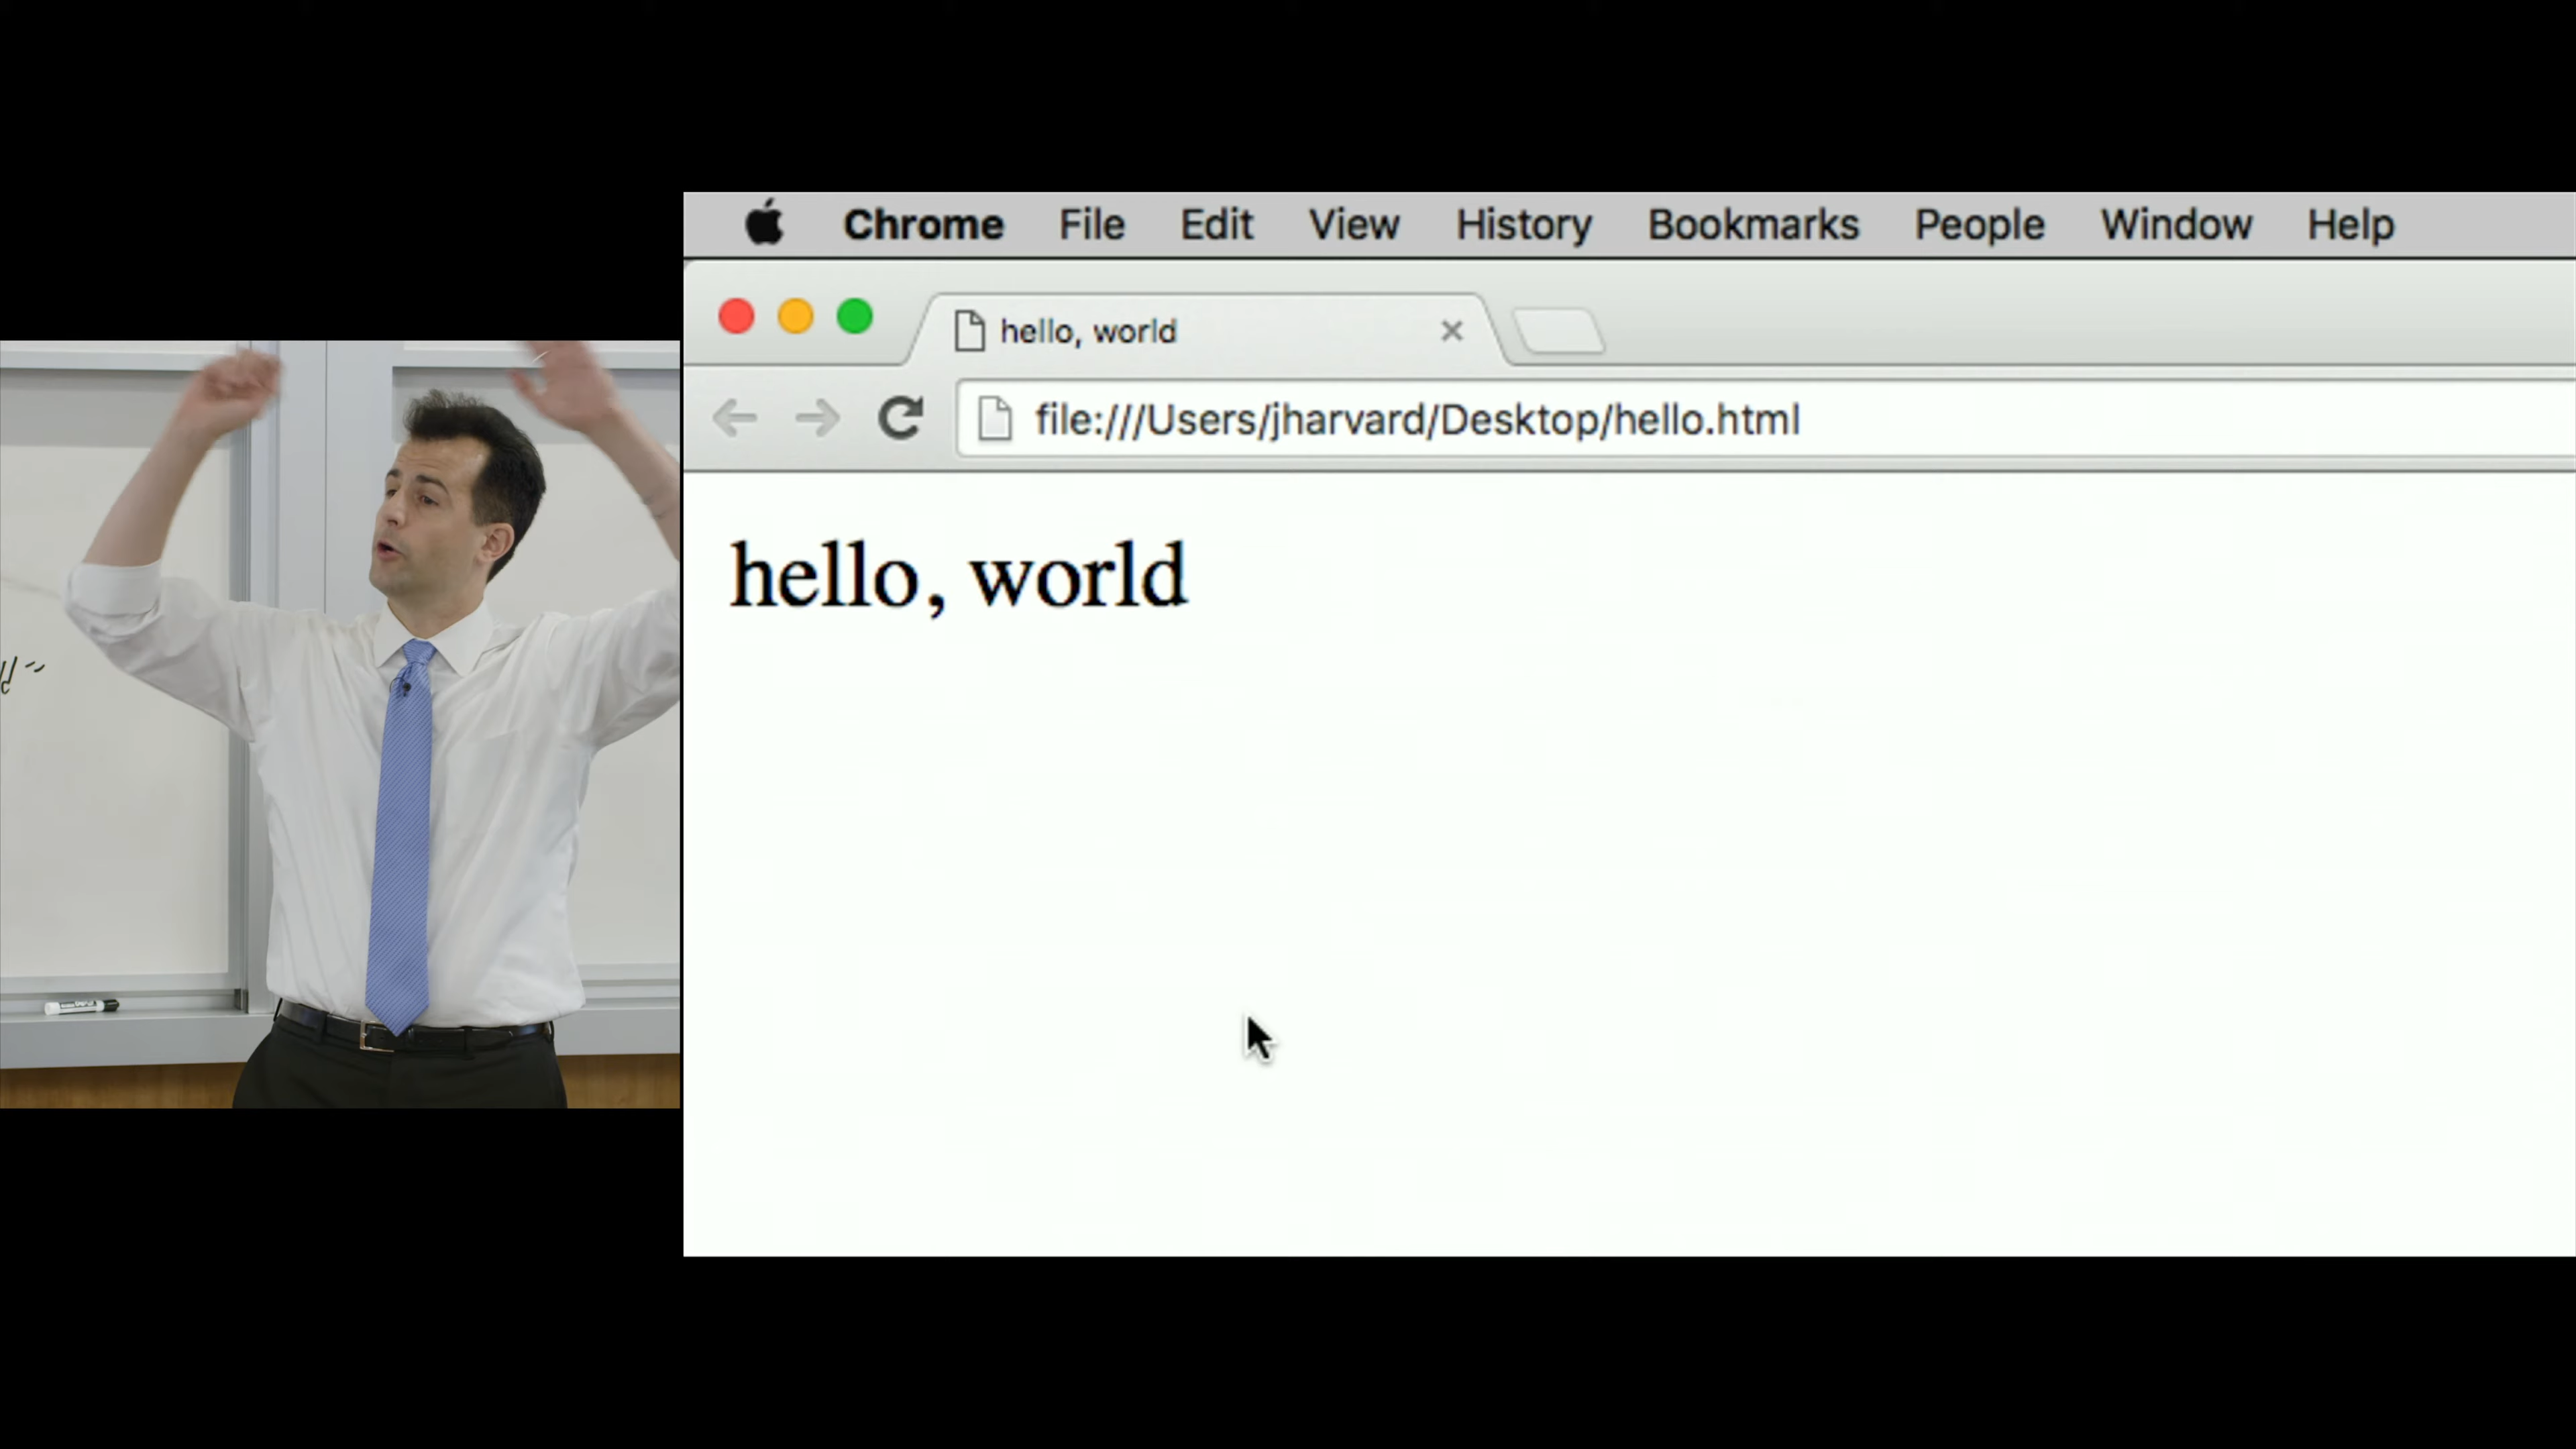 Chrome File Edit View History Bookmarks People Window Help
hello, world
file:///Users/jharvard/Desktop/hello.html
hello, world